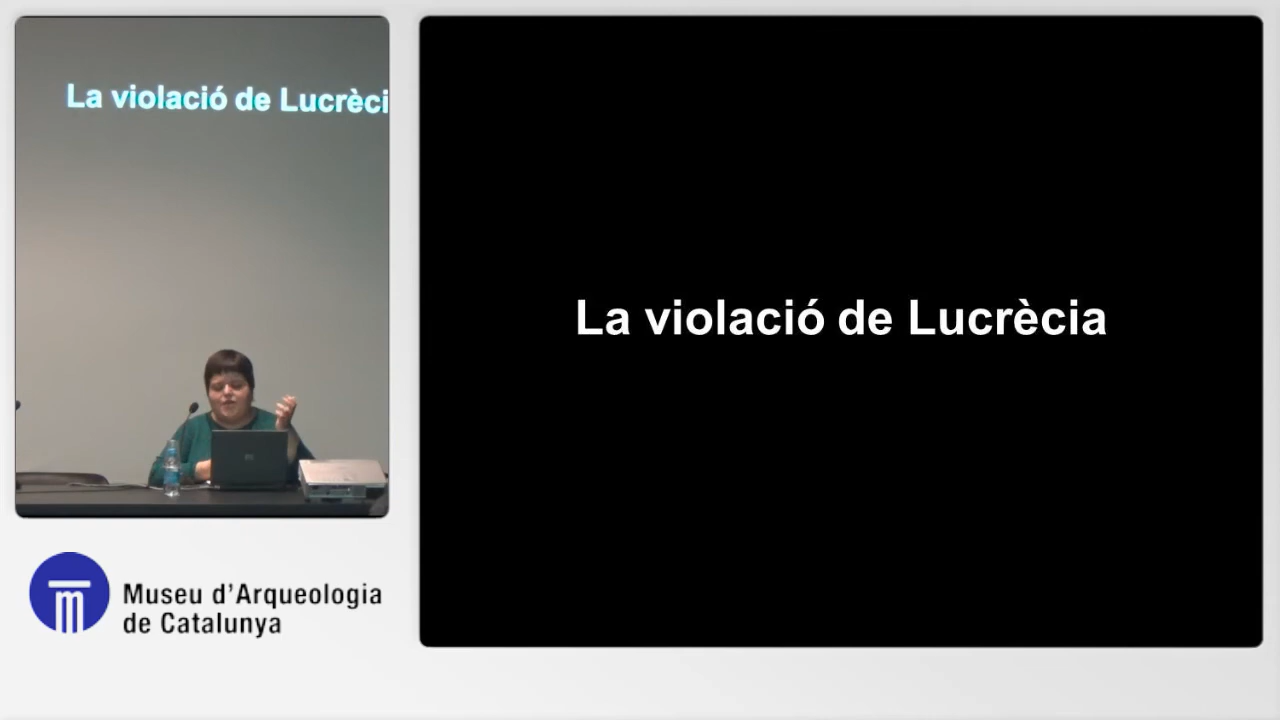 La violació de Lucrèci
La violació de Lucrècia
Museu d'Arqueologia
de Catalunya